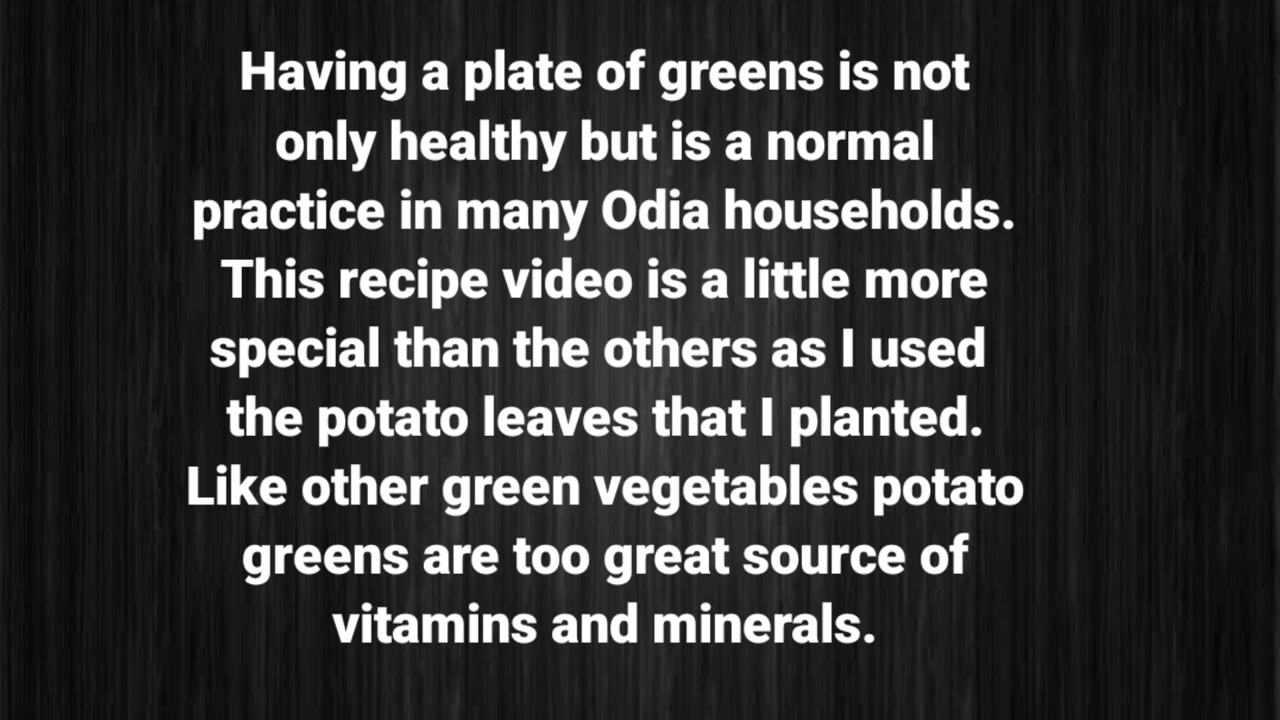 Having a plate of greens is not
only healthy but is a normal
practice in many Odia households.
This recipe video is a little more
special than the others as I used
the potato leaves that I planted.
Like other green vegetables potato
greens are too great source of
vitamins and minerals.